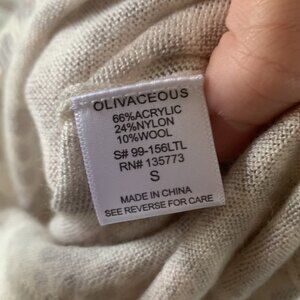 OLIVACEOUS
66%ACRYLIC
24%NYLON
10%WOOL
S# 99-156LTL
RN# 135773
S
MADE IN CHINA
SEE REVERSE FOR CARE